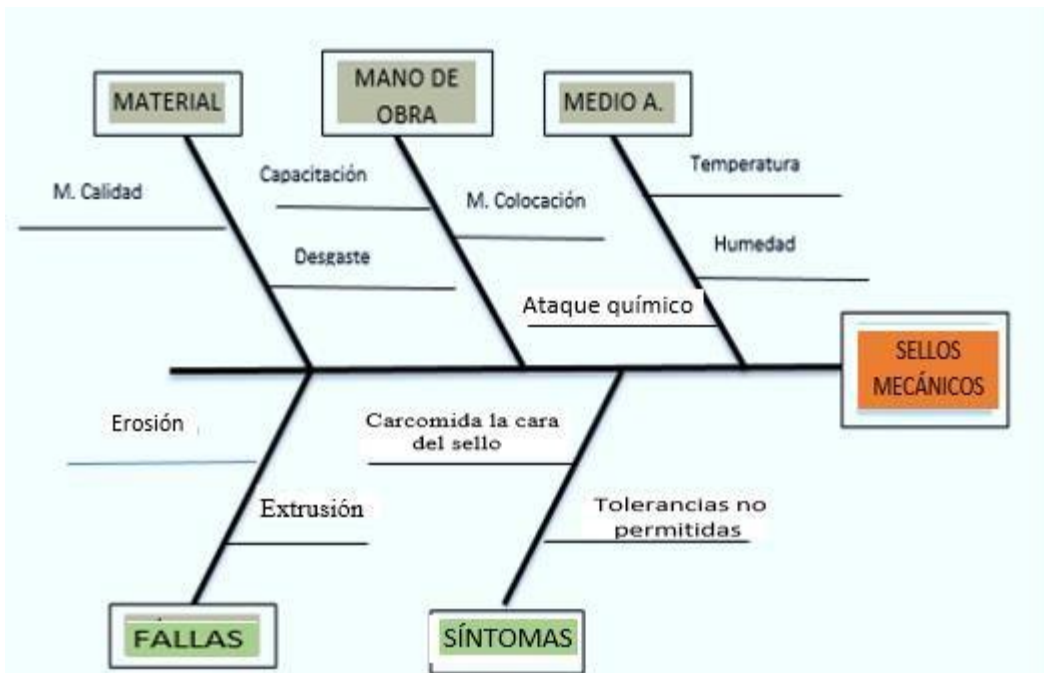 MATERIAL
MANO DE
OBRA
MEDIO A.
M. Calidad
Capacitación
Desgaste
M. Colocación
Temperatura
Humedad
Ataque químico
SELLOS
MECÁNICOS
Erosión
Extrusión
Carcomida la cara
del sello
Tolerancias no
permitidas
FALLAS
SÍNTOMAS